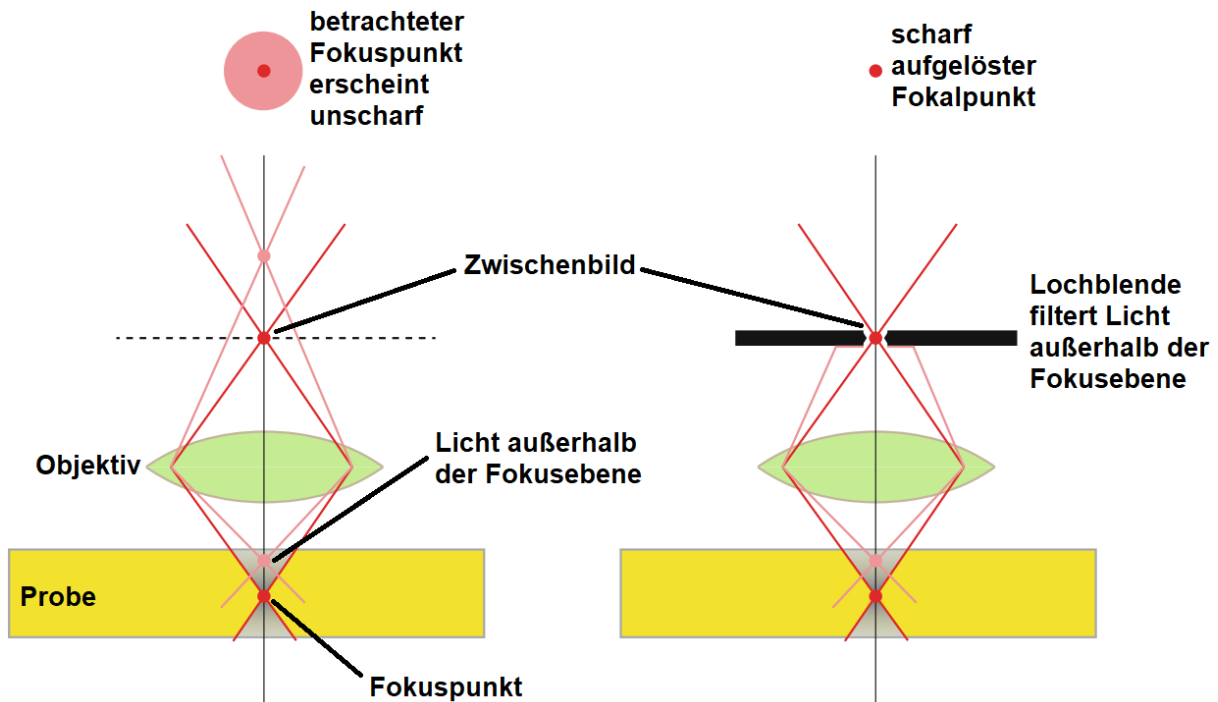 betrachteter
Fokuspunkt
erscheint
unscharf
scharf
aufgelöster
Fokalpunkt
Zwischenbild
Lochblende
filtert Licht
außerhalb der
Fokusebene
Objektiv
Licht außerhalb
der Fokusebene
Probe
Fokuspunkt